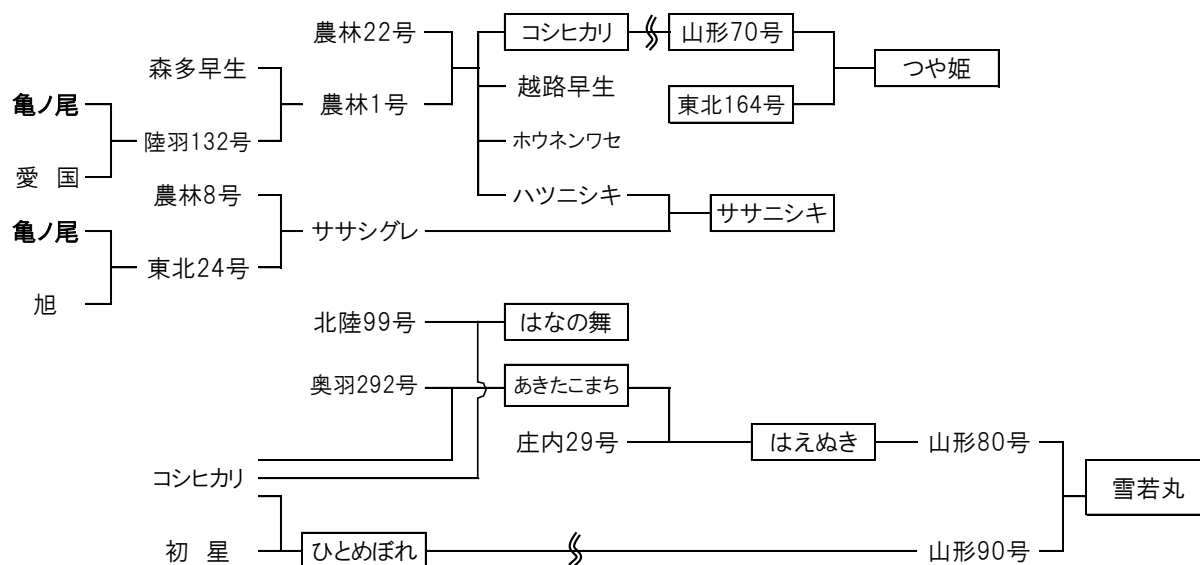 農林22号
コシヒカリ
山形70号
森多早生
つや姫
越路早生
亀ノ尾
農林1号
東北164号
陸羽132号
ホウネンワセ
愛 国
農林8号
ハツニシキ
ササニシキ
亀ノ尾
ササシグレ
東北24号
旭
北陸99号
はなの舞
奥羽292号
あきたこまち
庄内29号
はえぬき
山形80号
コシヒカリ
雪若丸
初 星
ひとめぼれ
山形90号